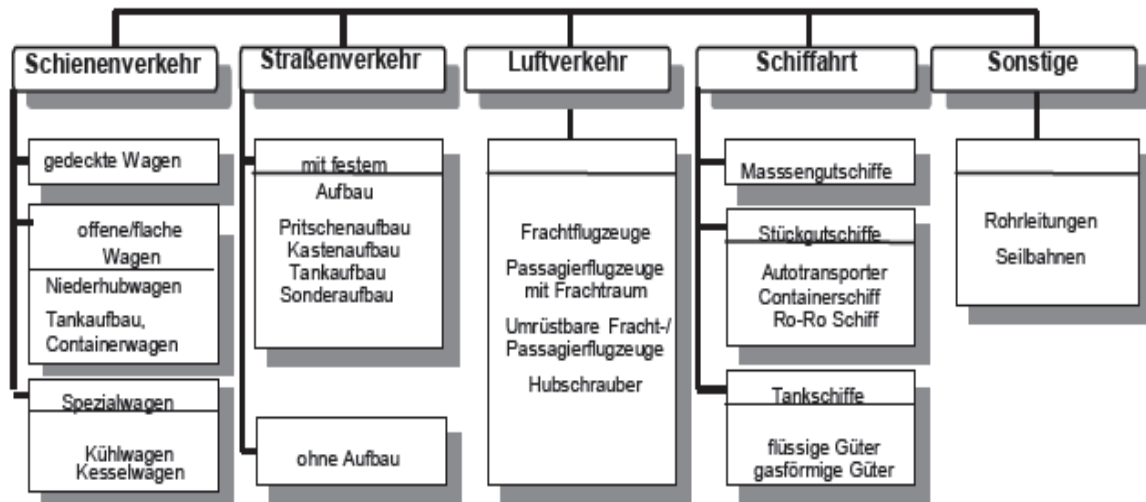 Schienenverkehr
Straßenverkehr
Luftverkehr
Schiffahrt
Sonstige
gedeckte Wagen
offene/flache
Wagen
Niederhubwagen
Tankaufbau,
Containerwagen
Spezialwagen
Kühlwagen
Kesselwagen
mit festem
Aufbau
Pritschenaufbau
Kastenaufbau
Tankaufbau
Sonderaufbau
ohne Aufbau
Frachtflugzeuge
Passagierflugzeuge
mit Frachtraum
Umrüstbare Fracht-/
Passagierflugzeuge
Hubschrauber
Masssengutschiffe
Stückgutschiffe
Autotransporter
Containerschiff
Ro-Ro Schiff
Tankschiffe
flüssige Güter
gasförmige Güter
Rohrleitungen
Seilbahnen